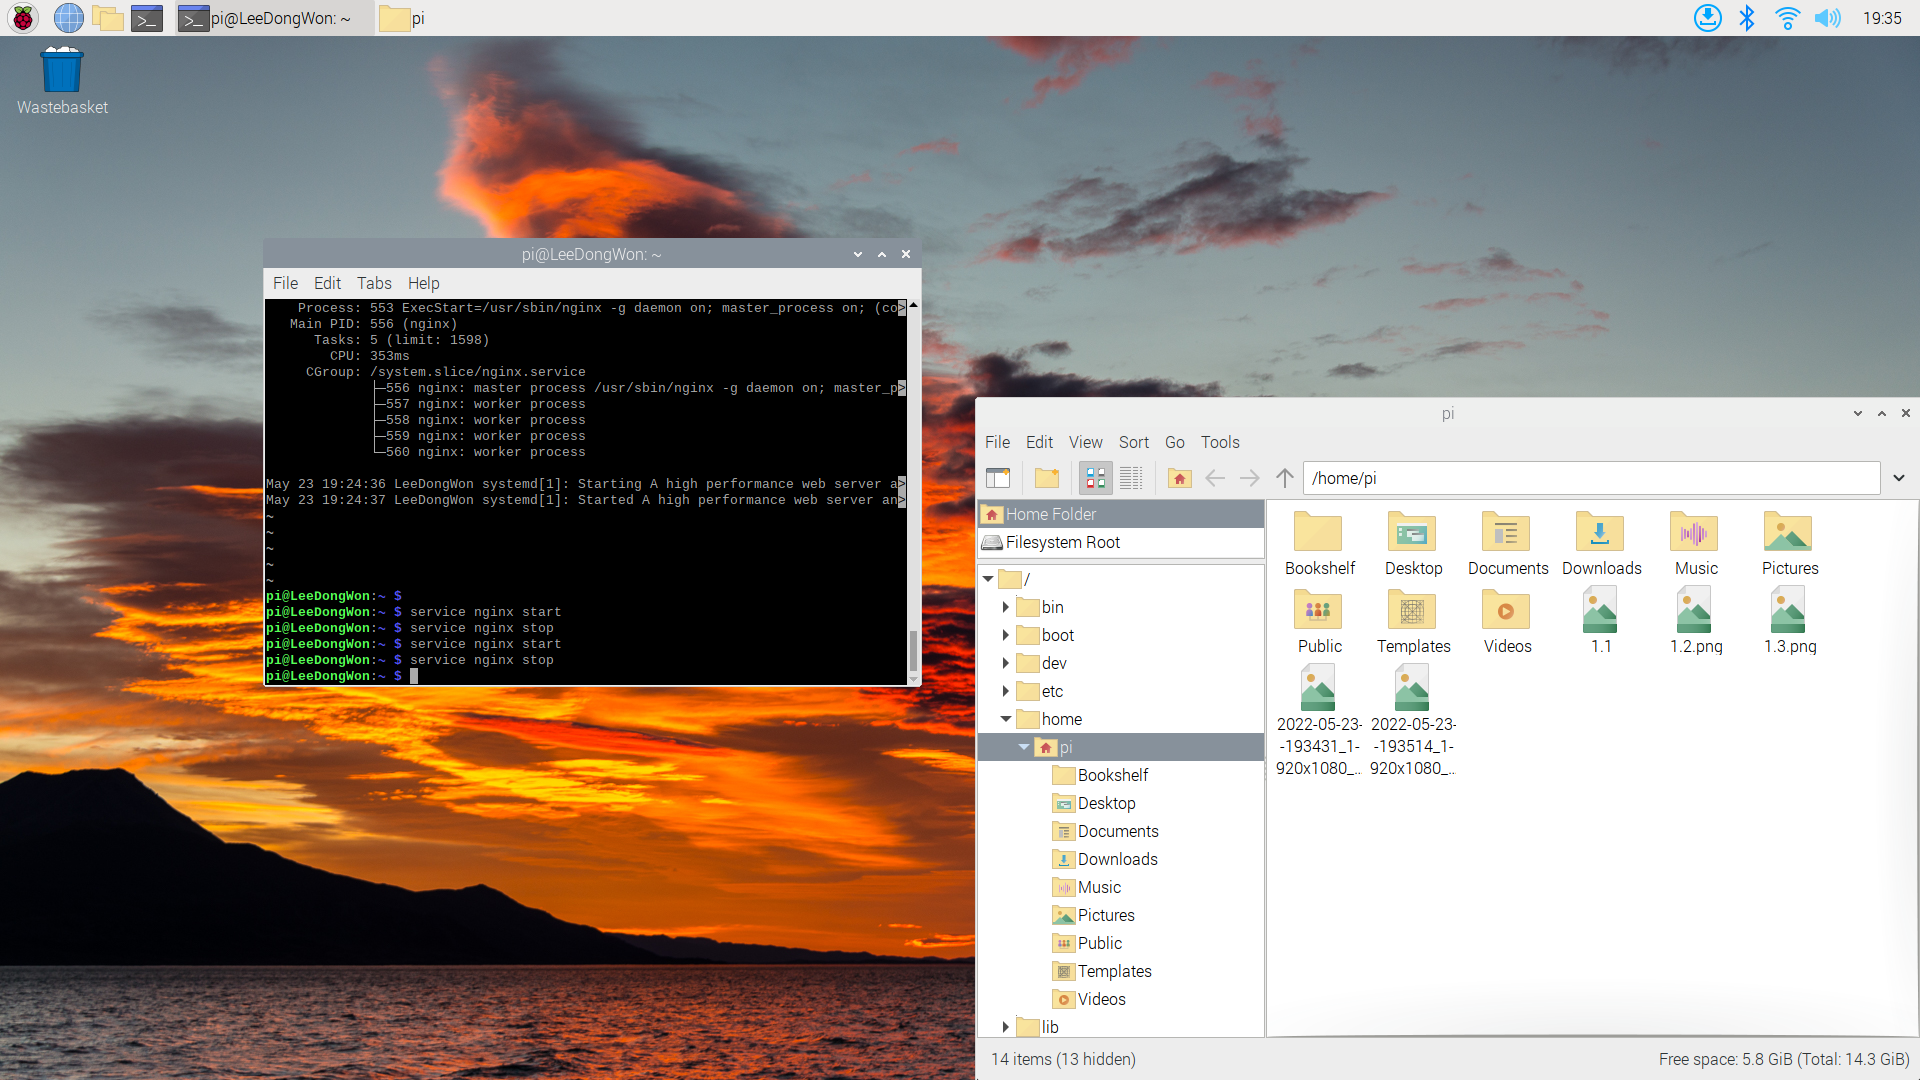 pi@LeeDongWon: ~
pi
19:35
Wastebasket
pi@LeeDongWon: ~
File Edit Tabs Help
Process: 553 ExecStart=/usr/sbin/nginx -g daemon on; master_process on; (co>
Main PID: 556 (nginx)
Tasks: 5 (limit: 1598)
CPU: 353ms
CGroup: /system.slice/nginx.service
├─556 nginx: master process /usr/sbin/nginx -g daemon on; master_p>
├─557 nginx: worker process
├─558 nginx: worker process
├─559 nginx: worker process
└─560 nginx: worker process
May 23 19:24:36 LeeDongWon systemd[1]: Starting A high performance web server a>
May 23 19:24:37 LeeDongWon systemd[1]: Started A high performance web server an>
~
~
~
~
~
pi@LeeDongWon:~ $
pi@LeeDongWon:~ $ service nginx start
pi@LeeDongWon:~ $ service nginx stop
pi@LeeDongWon:~ $ service nginx start
pi@LeeDongWon:~ $ service nginx stop
pi@LeeDongWon:~ $
pi
File Edit View Sort Go Tools
/home/pi
Home Folder
Filesystem Root
/
bin
boot
dev
etc
home
pi
Bookshelf
Desktop
Documents
Downloads
Music
Pictures
Public
Templates
Videos
lib
Bookshelf Desktop Documents Downloads Music Pictures
Public Templates Videos 1.1 1.2.png 1.3.png
2022-05-23-
-193431_1-
920x1080_...
2022-05-23-
-193514_1-
920x1080_...
14 items (13 hidden)
Free space: 5.8 GiB (Total: 14.3 GiB)